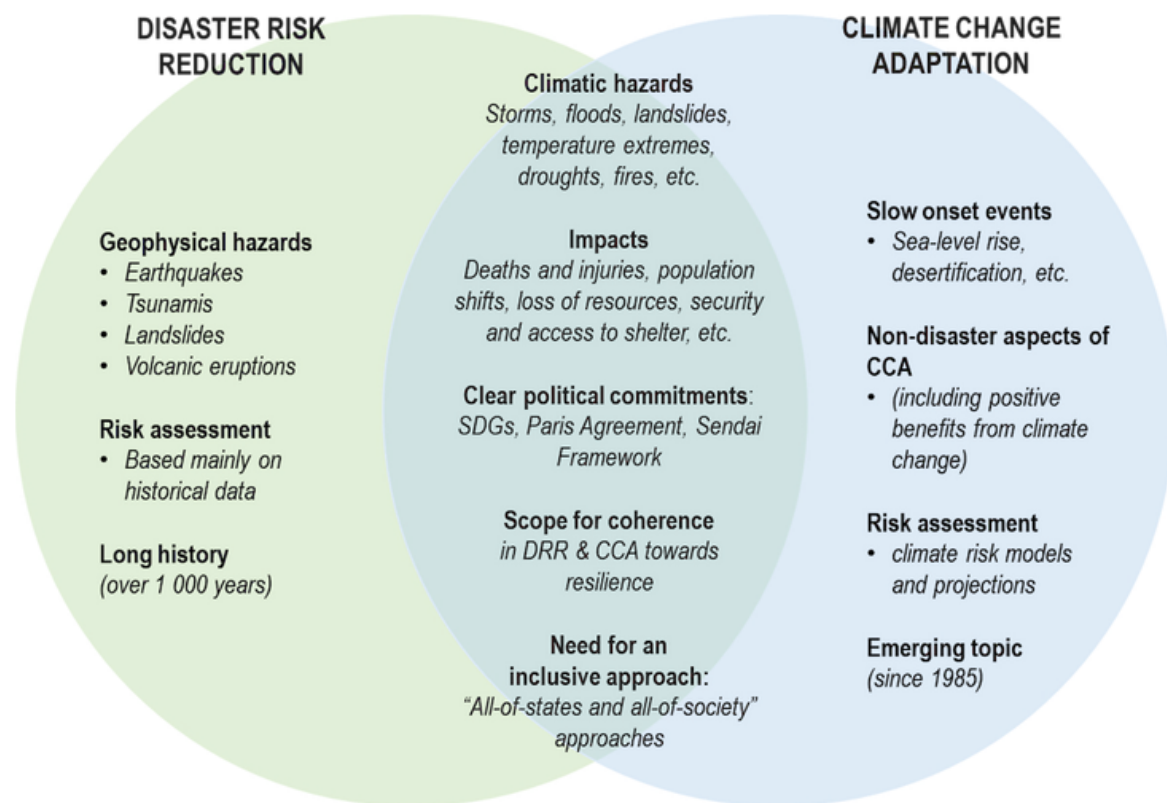 DISASTER RISK
REDUCTION
Geophysical hazards
• Earthquakes
• Tsunamis
• Landslides
• Volcanic eruptions
Risk assessment
• Based mainly on
historical data
Long history
(over 1 000 years)
Climatic hazards
Storms, floods, landslides,
temperature extremes,
droughts, fires, etc.
Impacts
Deaths and injuries, population
shifts, loss of resources, security
and access to shelter, etc.
Clear political commitments:
SDGs, Paris Agreement, Sendai
Framework
Scope for coherence
in DRR & CCA towards
resilience
Need for an
inclusive approach:
“All-of-states and all-of-society”
approaches
CLIMATE CHANGE
ADAPTATION
Slow onset events
• Sea-level rise,
desertification, etc.
Non-disaster aspects of
CCA
• (including positive
benefits from climate
change)
Risk assessment
• climate risk models
and projections
Emerging topic
(since 1985)